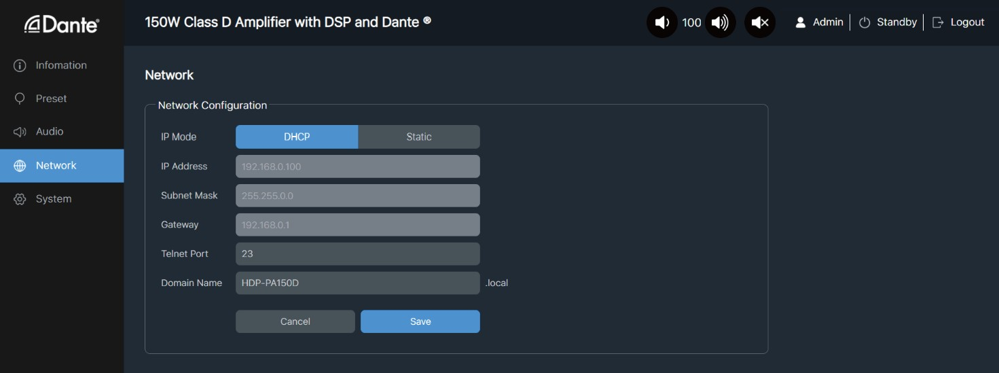 Dante®
150W Class D Amplifier with DSP and Dante ®
100
Admin
Standby
Logout
Infomation
Preset
Audio
Network
System
Network
Network Configuration
IP Mode DHCP Static
IP Address 192.168.0.100
Subnet Mask 255.255.0.0
Gateway 192.168.0.1
Telnet Port 23
Domain Name HDP-PA150D .local
Cancel Save